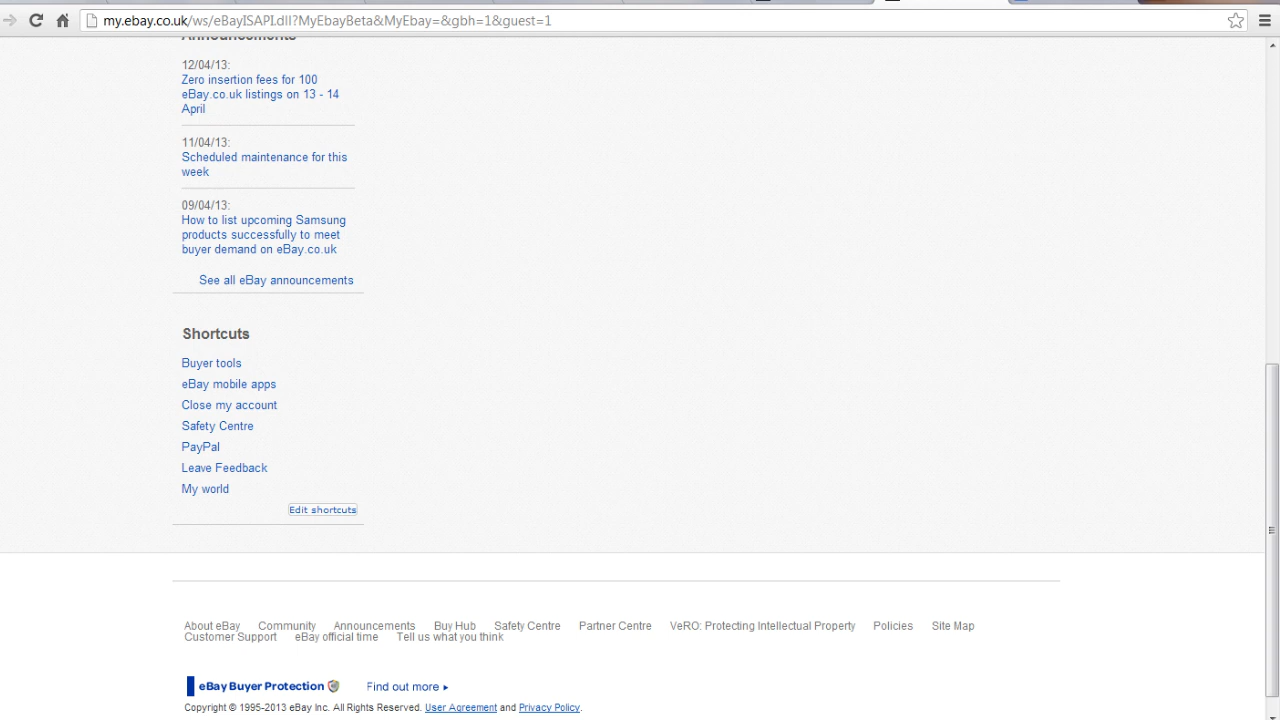 my.ebay.co.uk/ws/eBayISAPI.dll?MyEbayBeta&MyEbay=&gbh=1&guest=1
Announcements
12/04/13:
Zero insertion fees for 100
eBay.co.uk listings on 13 - 14
April
11/04/13:
Scheduled maintenance for this
week
09/04/13:
How to list upcoming Samsung
products successfully to meet
buyer demand on eBay.co.uk
See all eBay announcements
Shortcuts
Buyer tools
eBay mobile apps
Close my account
Safety Centre
PayPal
Leave Feedback
My world
Edit shortcuts
About eBay Community Announcements Buy Hub Safety Centre Partner Centre VeRO: Protecting Intellectual Property Policies Site Map
Customer Support eBay official time Tell us what you think
eBay Buyer Protection Find out more
Copyright © 1995-2013 eBay Inc. All Rights Reserved. User Agreement and Privacy Policy.